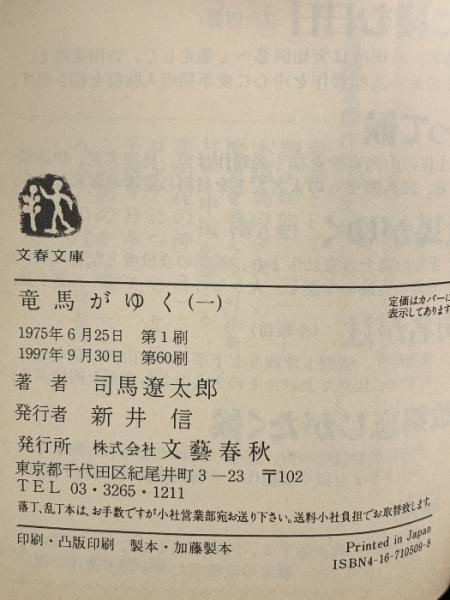 文春文庫
竜馬がゆく(一)
定価はカバーに
表示してあります
1975年6月25日 第1刷
1997年9月30日 第60刷
著者 司馬遼太郎
発行者 新井信
発行所 株式会社 文藝春秋
東京都千代田区紀尾井町3-23 〒102
TEL 03・3265・1211
落丁、乱丁本は、お手数ですが小社営業部宛お送り下さい。送料小社負担でお取替致します。
印刷・凸版印刷 製本・加藤製本
Printed in Japan
ISBN4-16-710509-8